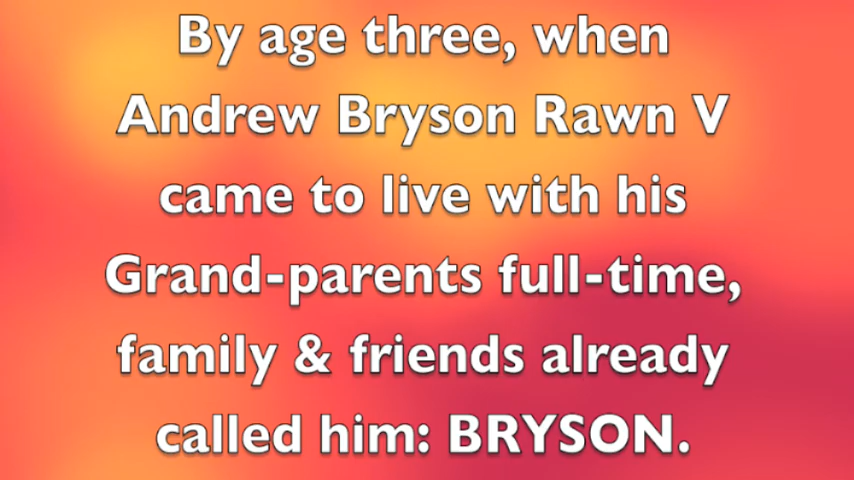 By age three, when
Andrew Bryson Rawn V
came to live with his
Grand-parents full-time,
family & friends already
called him: BRYSON.